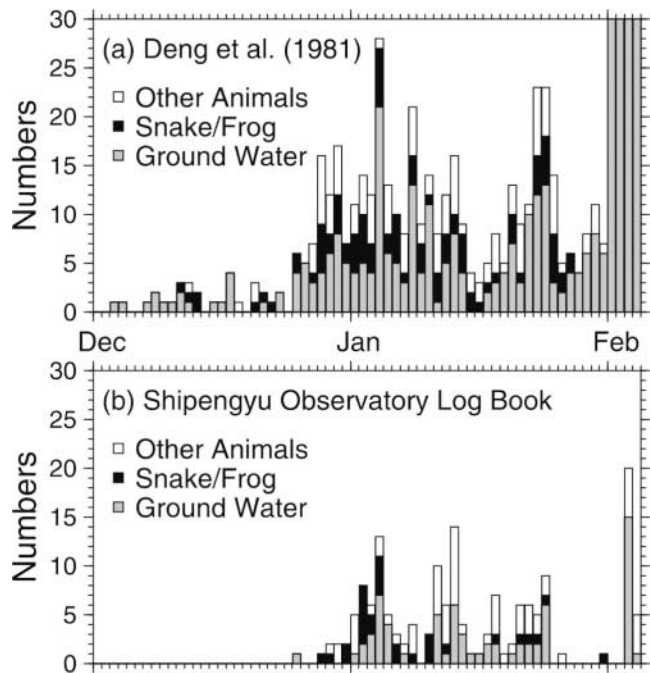 30
(a) Deng et al. (1981)
25
Other Animals
20
Snake/Frog
Ground Water
15
Numbers
10
5
0
Dec Jan Feb
30
(b) Shipengyu Observatory Log Book
25
Other Animals
20
Snake/Frog
Ground Water
15
Numbers
10
5
0